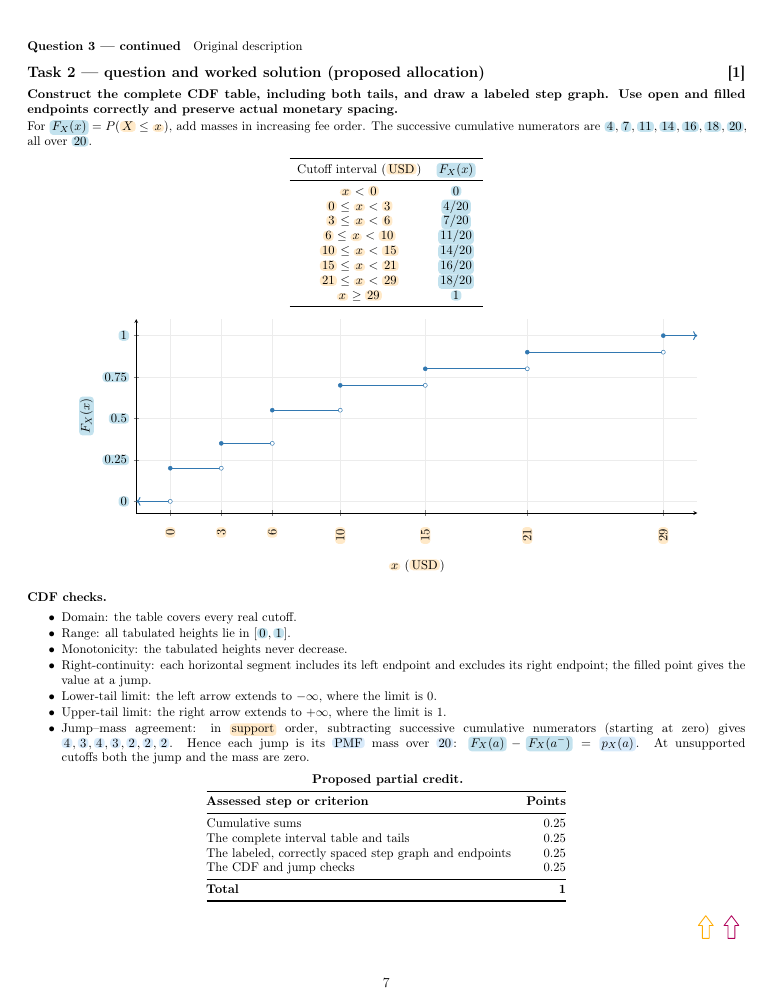 Question 3 — continued Original description
Task 2 — question and worked solution (proposed allocation) [1]
Construct the complete CDF table, including both tails, and draw a labeled step graph. Use open and filled
endpoints correctly and preserve actual monetary spacing.
For F_X(x) = P(X ≤ x), add masses in increasing fee order. The successive cumulative numerators are 4, 7, 11, 14, 16, 18, 20,
all over 20.
Cutoff interval (USD) F_X(x)
x < 0 0
0 ≤ x < 3 4/20
3 ≤ x < 6 7/20
6 ≤ x < 10 11/20
10 ≤ x < 15 14/20
15 ≤ x < 21 16/20
21 ≤ x < 29 18/20
x ≥ 29 1
1
0.75
0.5
0.25
0
F_X(x)
0 3 6 10 15 21 29
x (USD)
CDF checks.
• Domain: the table covers every real cutoff.
• Range: all tabulated heights lie in [0, 1].
• Monotonicity: the tabulated heights never decrease.
• Right-continuity: each horizontal segment includes its left endpoint and excludes its right endpoint; the filled point gives the
value at a jump.
• Lower-tail limit: the left arrow extends to −∞, where the limit is 0.
• Upper-tail limit: the right arrow extends to +∞, where the limit is 1.
• Jump–mass agreement: in support order, subtracting successive cumulative numerators (starting at zero) gives
4, 3, 4, 3, 2, 2, 2. Hence each jump is its PMF mass over 20: F_X(a) − F_X(a⁻) = p_X(a). At unsupported
cutoffs both the jump and the mass are zero.
Proposed partial credit.
Assessed step or criterion Points
Cumulative sums 0.25
The complete interval table and tails 0.25
The labeled, correctly spaced step graph and endpoints 0.25
The CDF and jump checks 0.25
Total 1
7